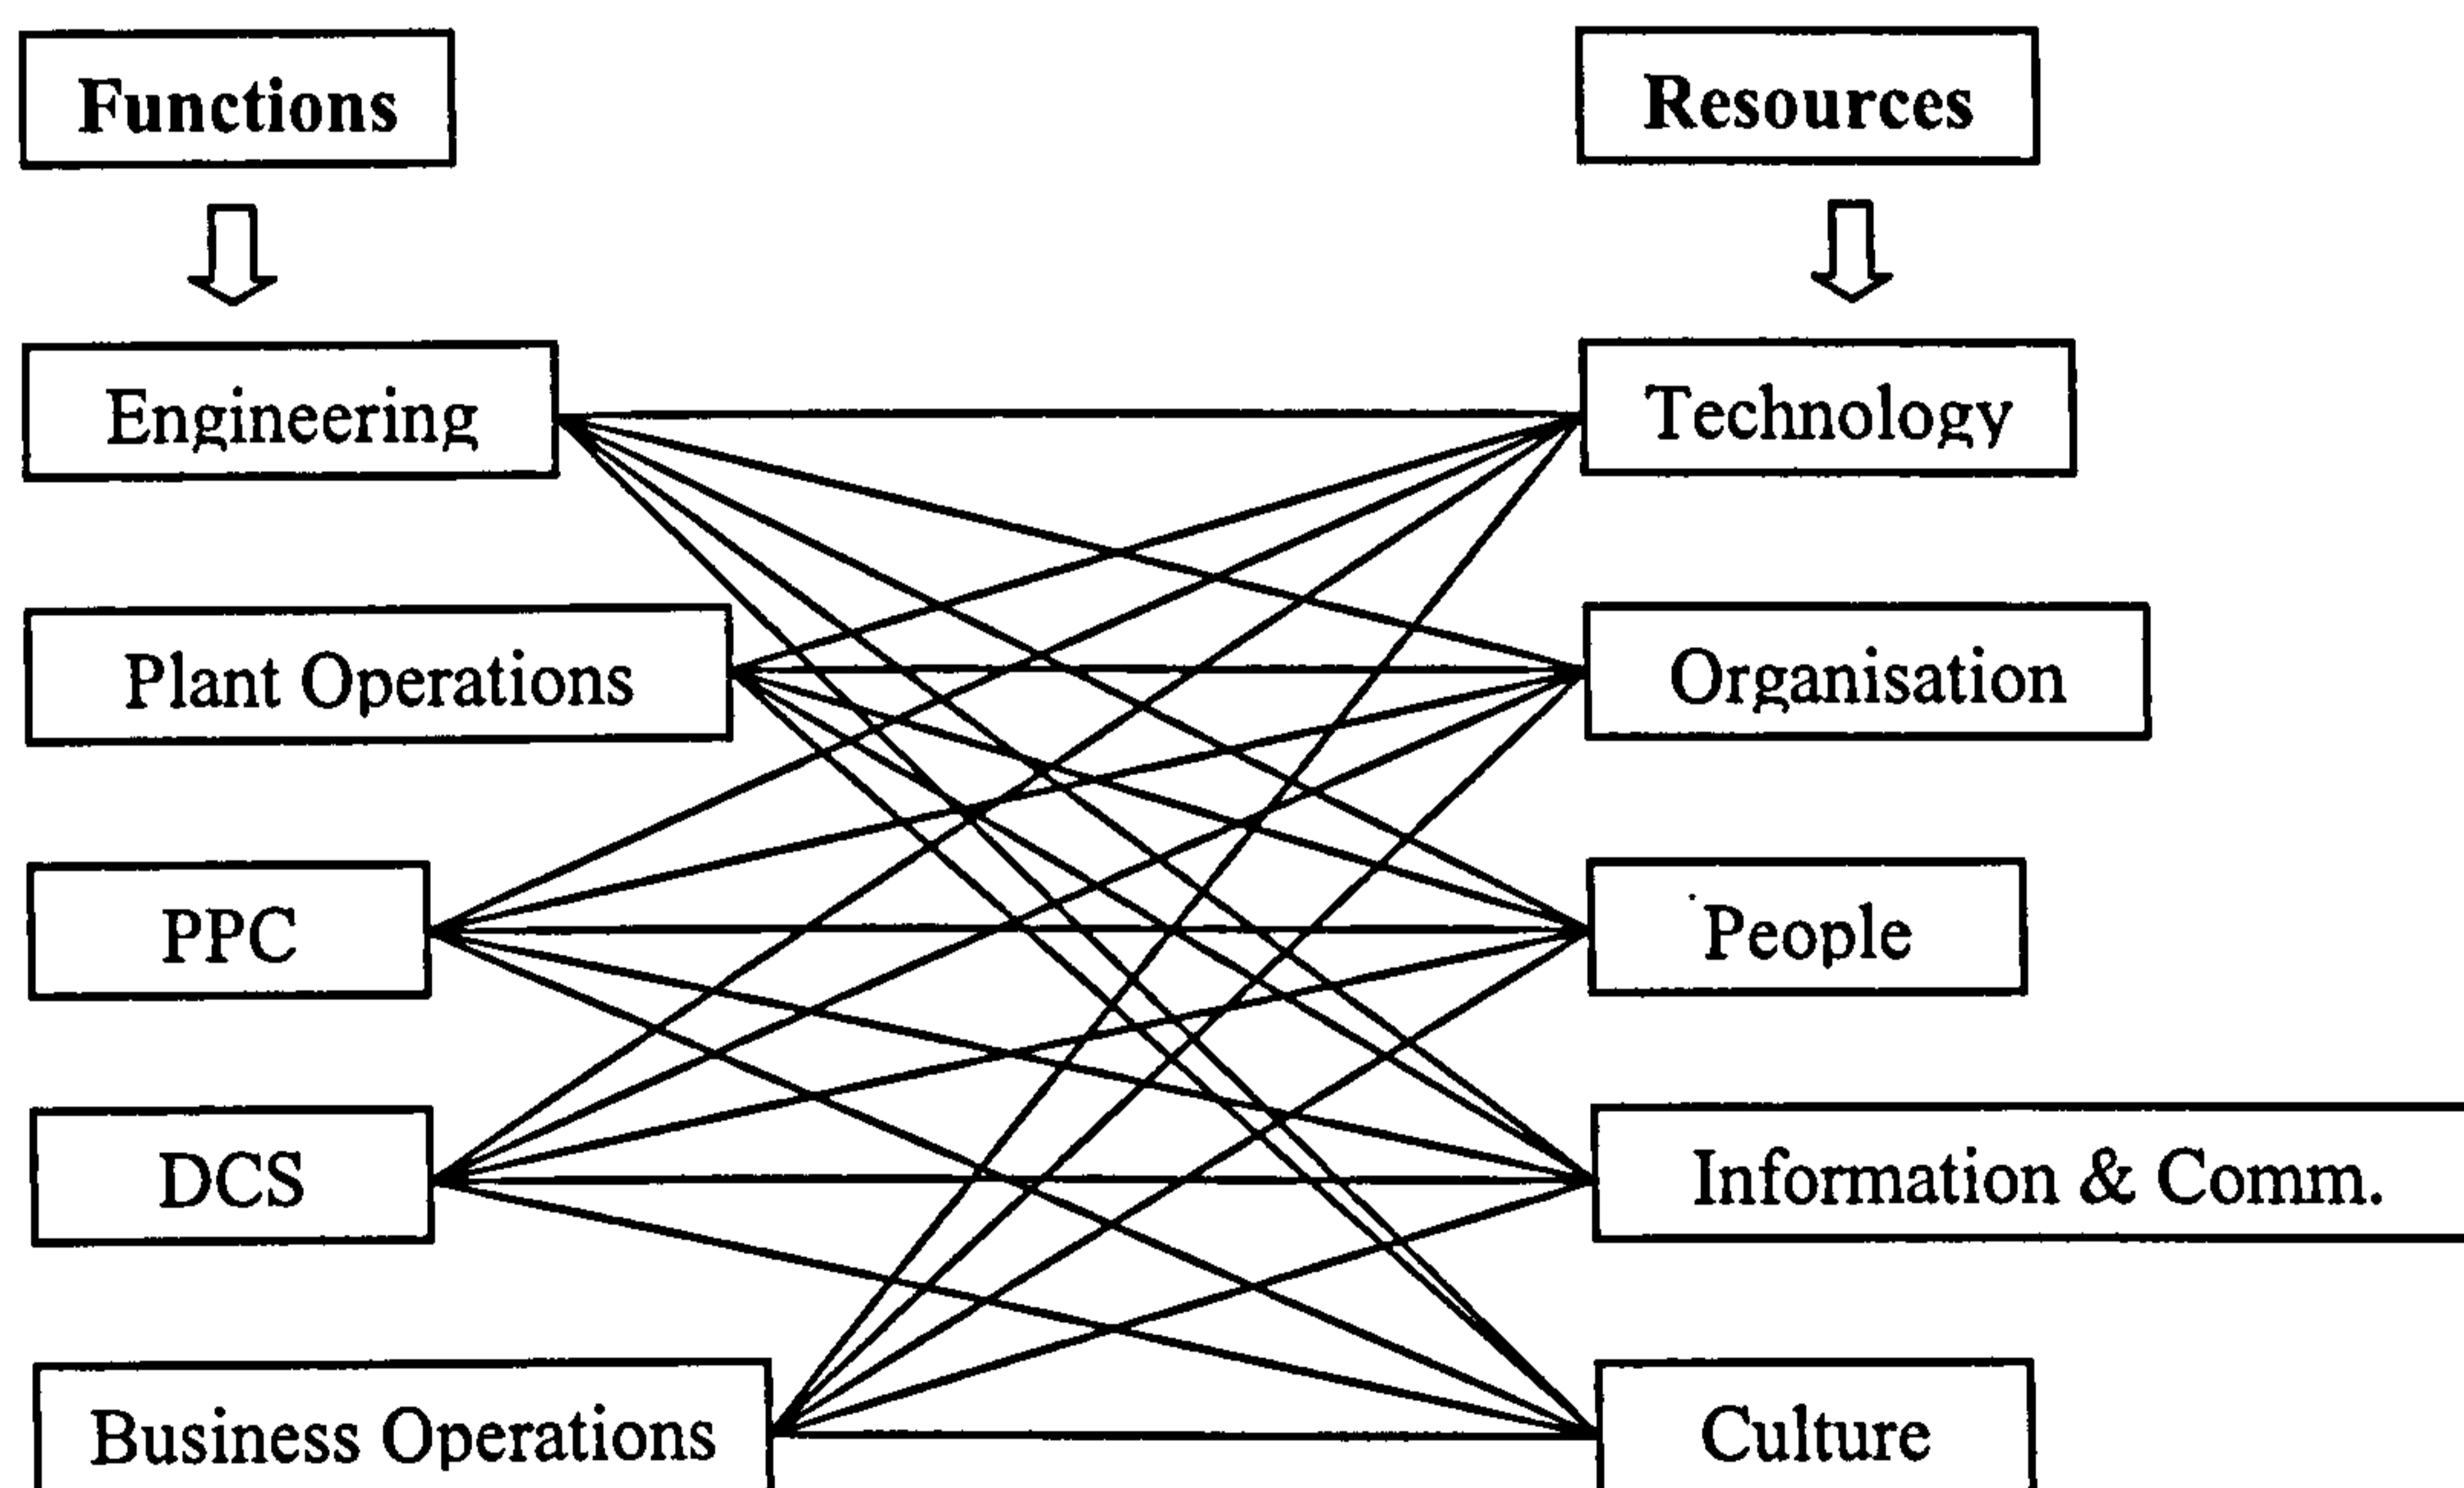 Functions
Resources
Engineering
Technology
Plant Operations
Organisation
PPC
People
DCS
Information & Comm.
Business Operations
Culture